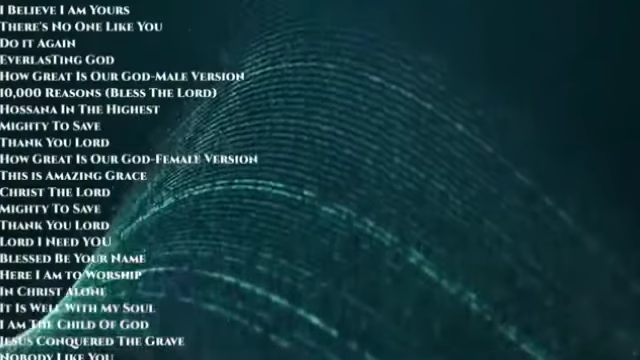 I Believe I Am Yours
There's No One Like You
Do it Again
Everlasting God
How Great Is Our God-Male Version
10,000 Reasons (Bless The Lord)
Hossana In The Highest
Mighty To Save
Thank You Lord
How Great Is Our God-Female Version
This is Amazing Grace
Christ The Lord
Mighty To Save
Thank You Lord
Lord I Need You
Blessed Be Your Name
Here I Am to Worship
In Christ Alone
It Is Well With My Soul
I Am The Child Of God
Jesus Conquered The Grave
Nobody Like You